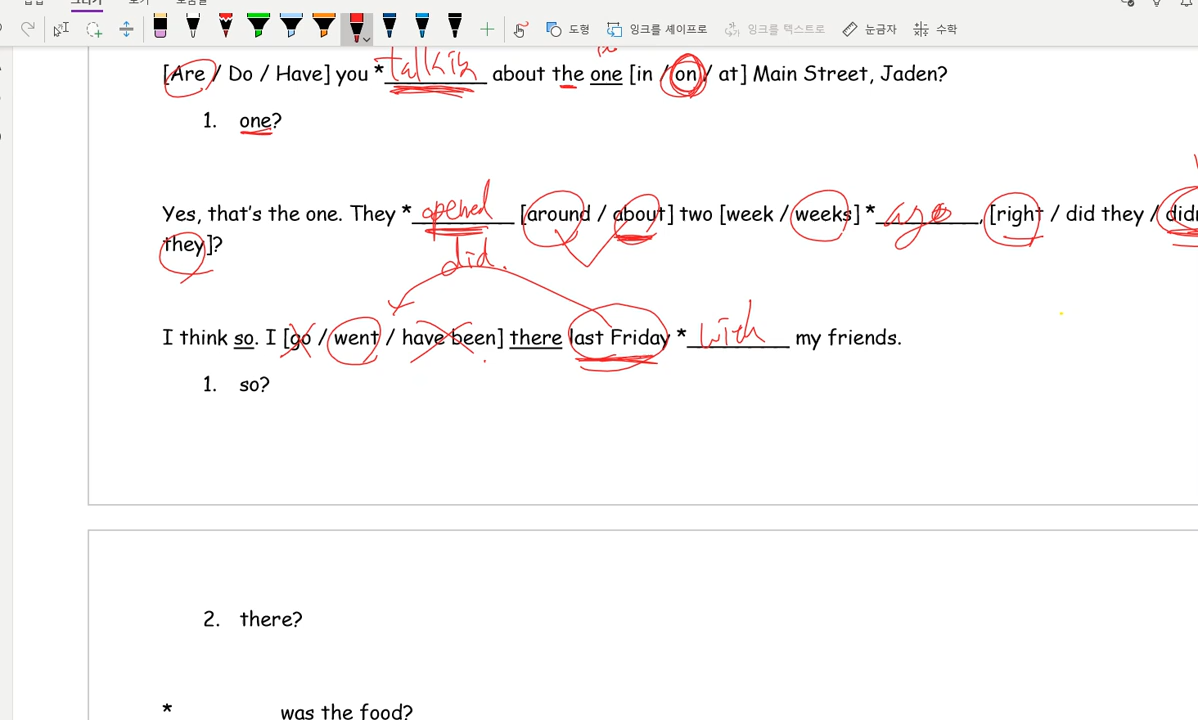 도형 잉크를 셰이프로 잉크를 텍스트로 눈금자 수학
[Are / Do / Have] you * talkin about the one [in / on / at] Main Street, Jaden?
1. one?
Yes, that's the one. They * opened [around / about] two [week / weeks] * ago, [right / did they / didn
they]?
did.
I think so. I [go / went / have been] there last Friday * with my friends.
1. so?
2. there?
* was the food?